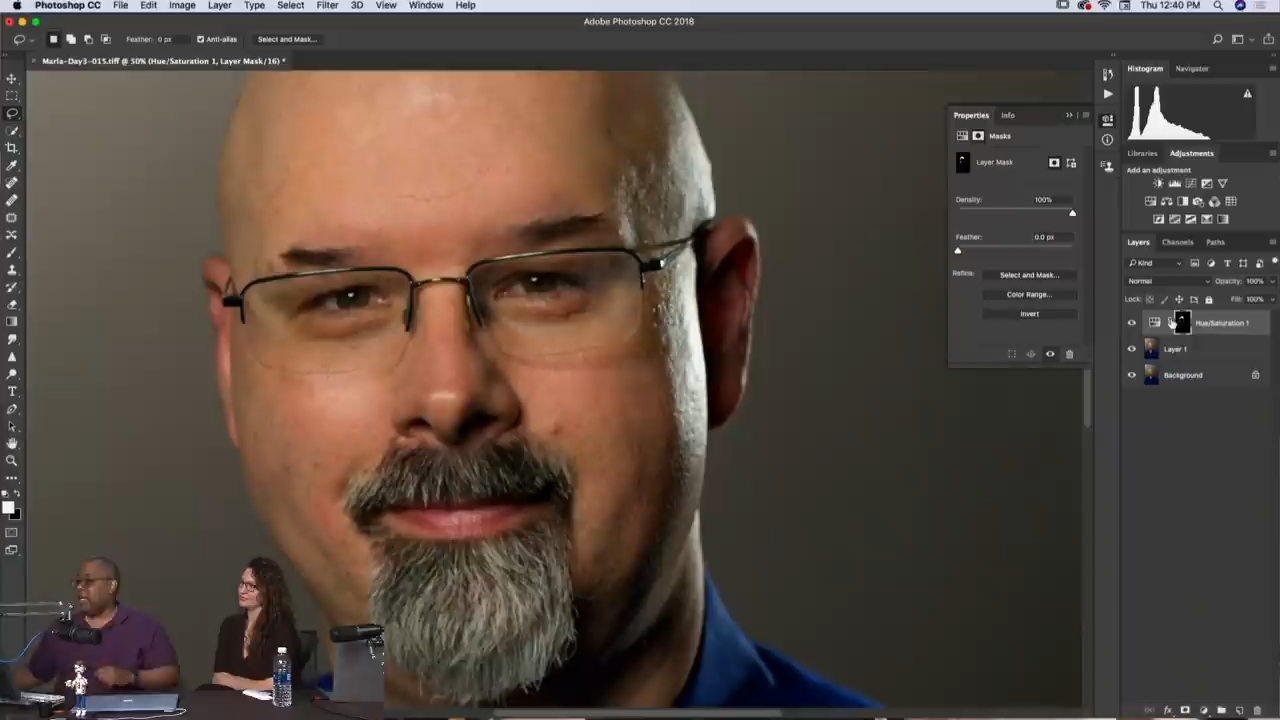 Photoshop CC File Edit Image Layer Type Select Filter 3D View Window Help
Thu 12:40 PM
Adobe Photoshop CC 2018
Feather: 0 px Anti-alias Select and Mask...
Marla-Day3-015.tiff @ 50% (Hue/Saturation 1, Layer Mask/16) *
Histogram Navigator
Properties Info
Masks
Layer Mask
Density: 100%
Feather: 0.0 px
Refine: Select and Mask...
Color Range...
Invert
Libraries Adjustments
Add an adjustment
Layers Channels Paths
Kind
Normal Opacity: 100%
Lock: Fill: 100%
Hue/Saturation 1
Layer 1
Background